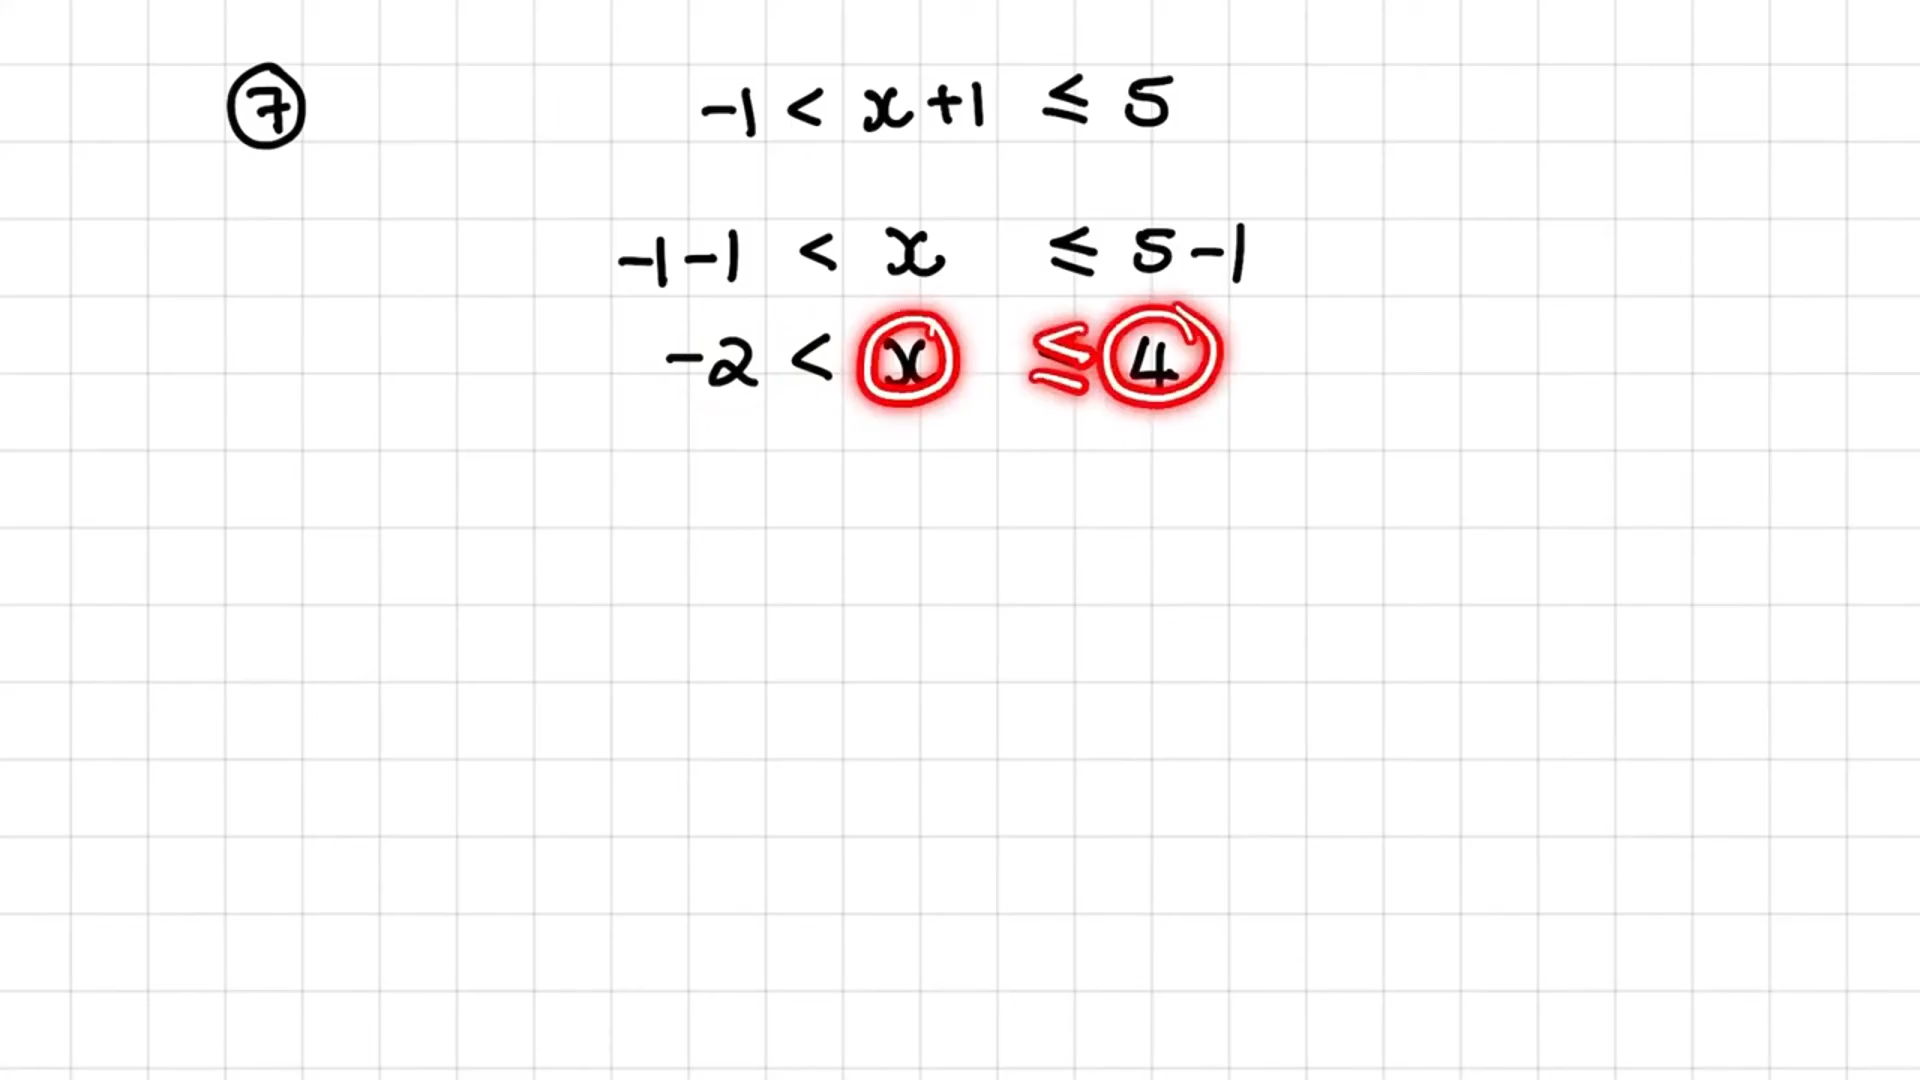 ⑦ -1 < x+1 ≤ 5
-1-1 < x ≤ 5-1
-2 < x ≤ 4